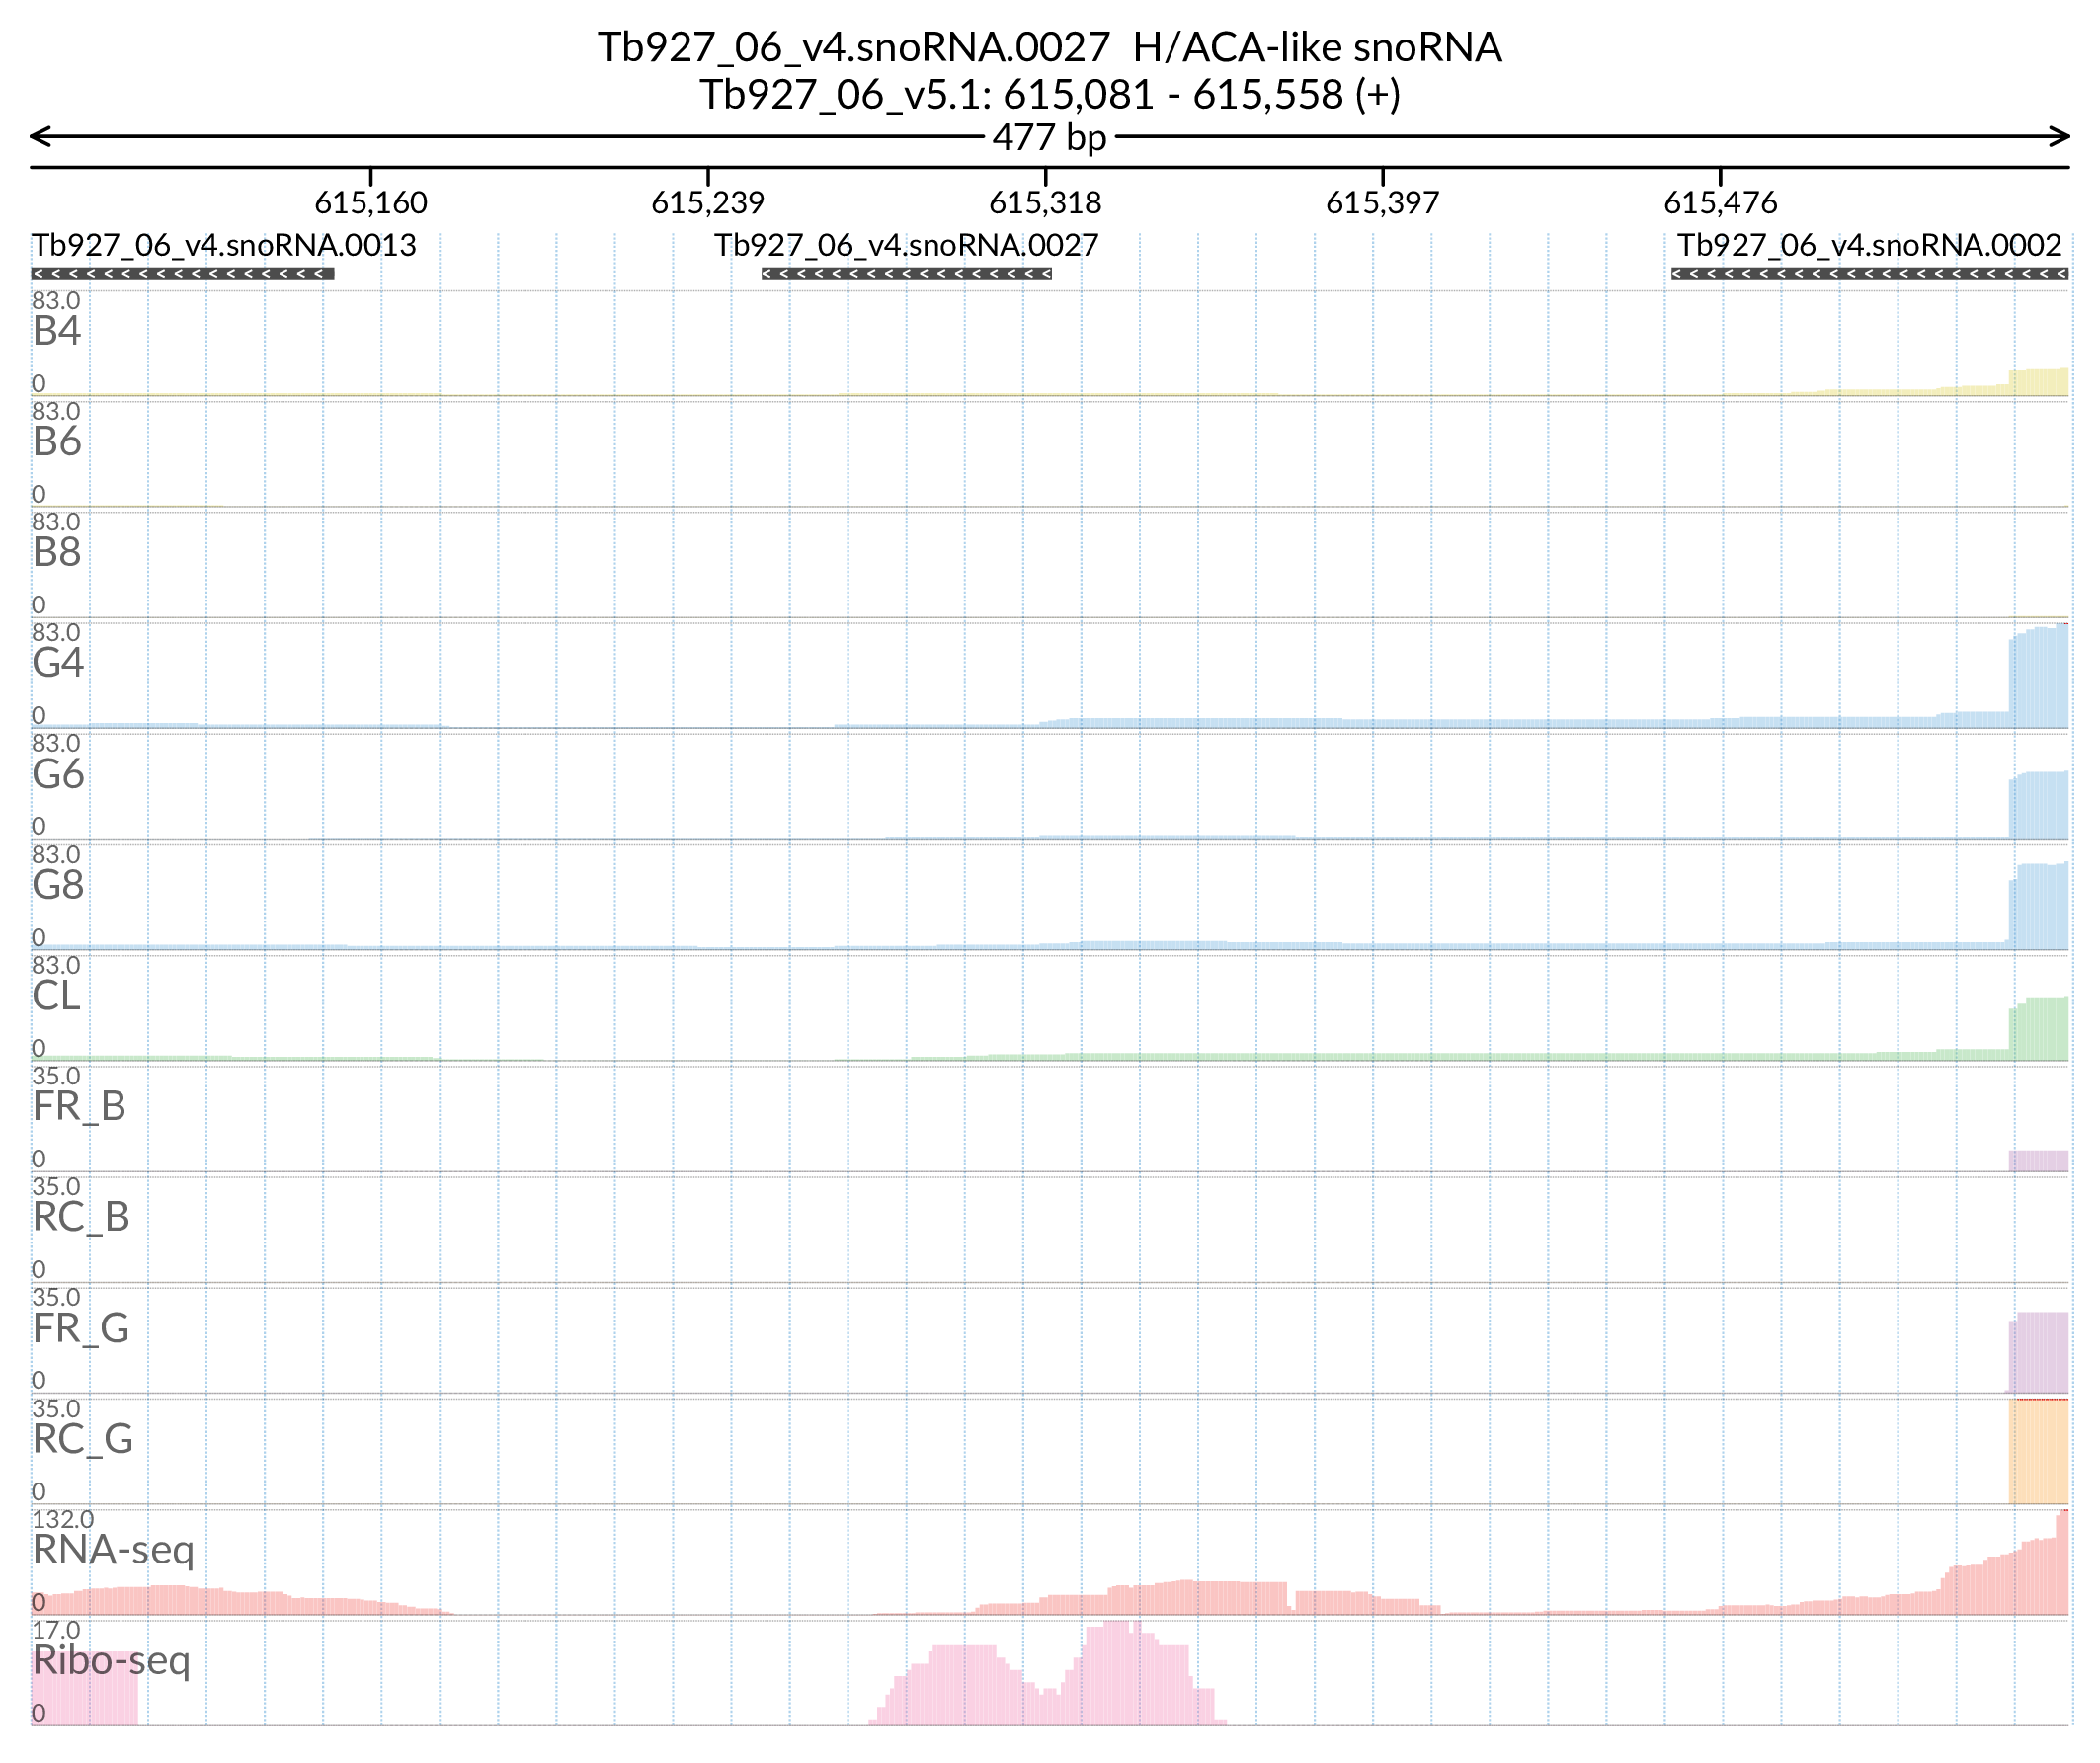 Tb927_06_v4.snoRNA.0027 H/ACA-like snoRNA
Tb927_06_v5.1: 615,081 - 615,558 (+)
477 bp
615,160 615,239 615,318 615,397 615,476
Tb927_06_v4.snoRNA.0013 Tb927_06_v4.snoRNA.0027 Tb927_06_v4.snoRNA.0002
83.0
B4
0
83.0
B6
0
83.0
B8
0
83.0
G4
0
83.0
G6
0
83.0
G8
0
83.0
CL
0
35.0
FR_B
0
35.0
RC_B
0
35.0
FR_G
0
35.0
RC_G
0
132.0
RNA-seq
0
17.0
Ribo-seq
0